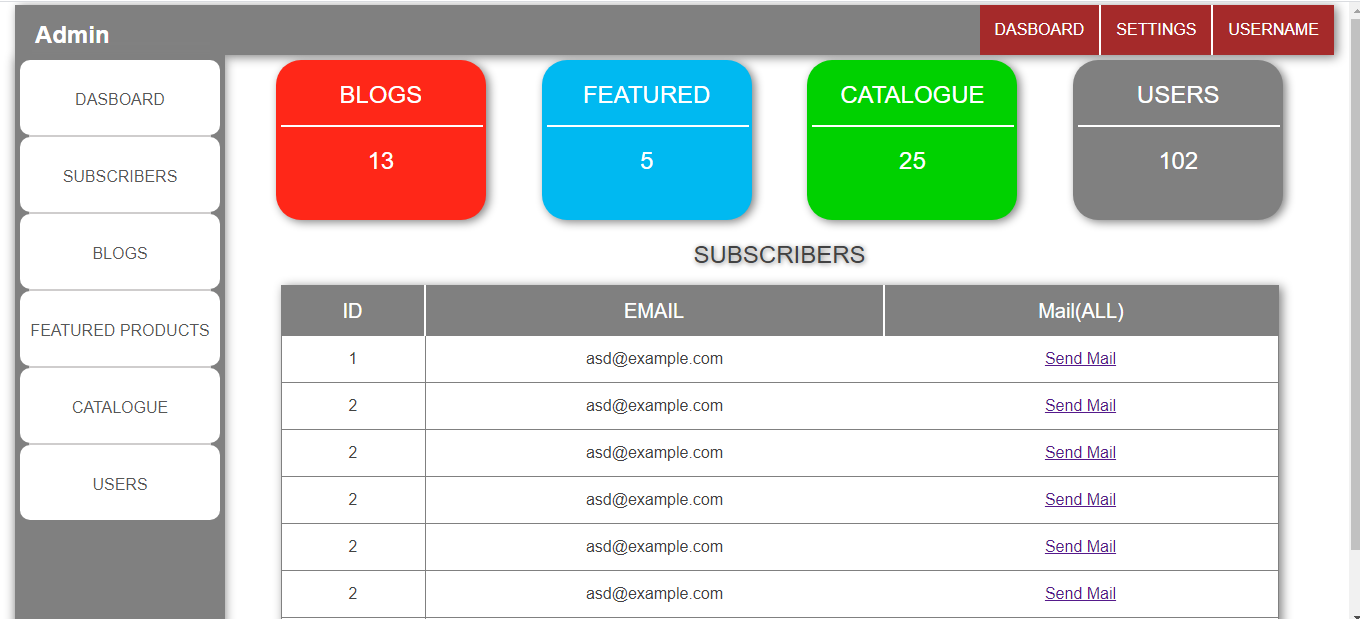 Admin DASBOARD SETTINGS USERNAME
DASBOARD
SUBSCRIBERS
BLOGS
FEATURED PRODUCTS
CATALOGUE
USERS
BLOGS FEATURED CATALOGUE USERS
13 5 25 102
SUBSCRIBERS
ID EMAIL Mail(ALL)
1 asd@example.com Send Mail
2 asd@example.com Send Mail
2 asd@example.com Send Mail
2 asd@example.com Send Mail
2 asd@example.com Send Mail
2 asd@example.com Send Mail